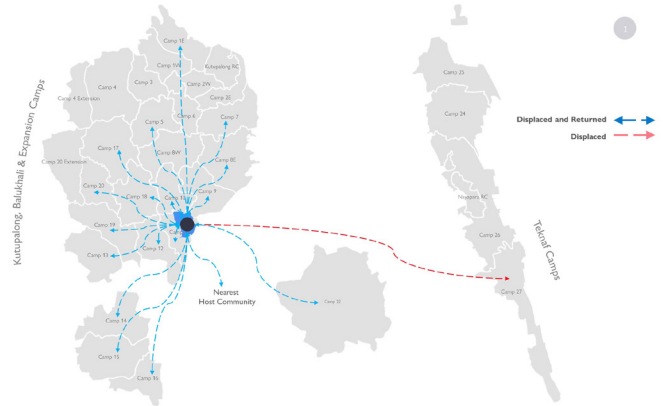 1
Camp 1E
Camp 1W
Kutupalong RC
Camp 3
Camp 4
Camp 2W
Camp 4 Extension
Camp 2E
Camp 6
Camp 7
Camp 5
Camp 17
Camp 8W
Camp 20 Extension
Camp 8E
Camp 20
Camp 18
Camp 9
Camp 19
Camp 12
Camp 13
Camp 14
Camp 15
Camp 16
Kutupalong, Balukhali & Expansion Camps
Nearest
Host Community
Camp 25
Camp 24
Nayapara RC
Camp 26
Camp 27
Teknaf Camps
Displaced and Returned
Displaced